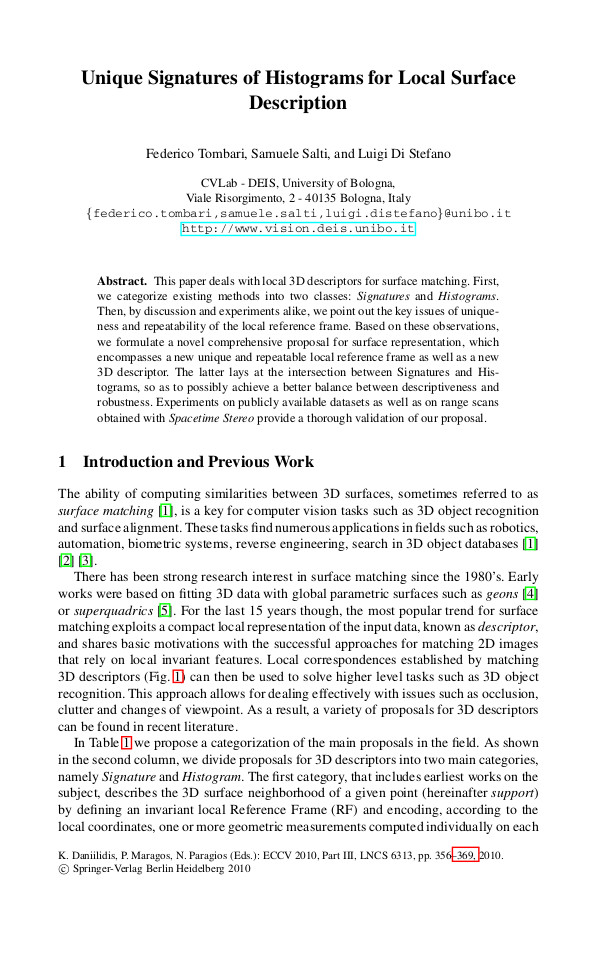 Unique Signatures of Histograms for Local Surface
Description
Federico Tombari, Samuele Salti, and Luigi Di Stefano
CVLab - DEIS, University of Bologna,
Viale Risorgimento, 2 - 40135 Bologna, Italy
{federico.tombari,samuele.salti,luigi.distefano}@unibo.it
http://www.vision.deis.unibo.it
Abstract. This paper deals with local 3D descriptors for surface matching. First,
we categorize existing methods into two classes: Signatures and Histograms.
Then, by discussion and experiments alike, we point out the key issues of unique-
ness and repeatability of the local reference frame. Based on these observations,
we formulate a novel comprehensive proposal for surface representation, which
encompasses a new unique and repeatable local reference frame as well as a new
3D descriptor. The latter lays at the intersection between Signatures and His-
tograms, so as to possibly achieve a better balance between descriptiveness and
robustness. Experiments on publicly available datasets as well as on range scans
obtained with Spacetime Stereo provide a thorough validation of our proposal.
1 Introduction and Previous Work
The ability of computing similarities between 3D surfaces, sometimes referred to as
surface matching [1], is a key for computer vision tasks such as 3D object recognition
and surface alignment. These tasks find numerous applications in fields such as robotics,
automation, biometric systems, reverse engineering, search in 3D object databases [1]
[2] [3].
There has been strong research interest in surface matching since the 1980's. Early
works were based on fitting 3D data with global parametric surfaces such as geons [4]
or superquadrics [5]. For the last 15 years though, the most popular trend for surface
matching exploits a compact local representation of the input data, known as descriptor,
and shares basic motivations with the successful approaches for matching 2D images
that rely on local invariant features. Local correspondences established by matching
3D descriptors (Fig. 1) can then be used to solve higher level tasks such as 3D object
recognition. This approach allows for dealing effectively with issues such as occlusion,
clutter and changes of viewpoint. As a result, a variety of proposals for 3D descriptors
can be found in recent literature.
In Table 1 we propose a categorization of the main proposals in the field. As shown
in the second column, we divide proposals for 3D descriptors into two main categories,
namely Signature and Histogram. The first category, that includes earliest works on the
subject, describes the 3D surface neighborhood of a given point (hereinafter support)
by defining an invariant local Reference Frame (RF) and encoding, according to the
local coordinates, one or more geometric measurements computed individually on each
K. Daniilidis, P. Maragos, N. Paragios (Eds.): ECCV 2010, Part III, LNCS 6313, pp. 356–369, 2010.
© Springer-Verlag Berlin Heidelberg 2010